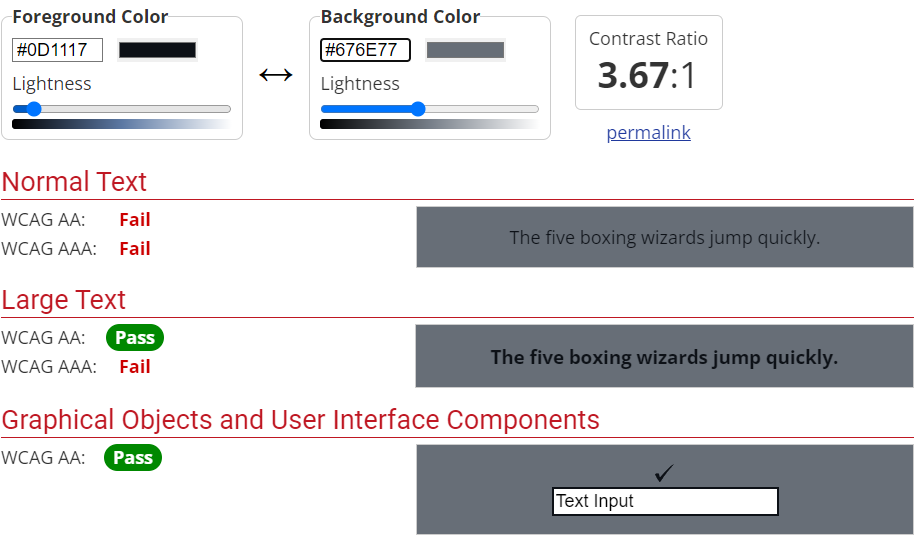 Foreground Color
#0D1117
Lightness
↔
Background Color
#676E77
Lightness
Contrast Ratio
3.67:1
permalink
Normal Text
WCAG AA: Fail
WCAG AAA: Fail
The five boxing wizards jump quickly.
Large Text
WCAG AA: Pass
WCAG AAA: Fail
The five boxing wizards jump quickly.
Graphical Objects and User Interface Components
WCAG AA: Pass
✓
Text Input